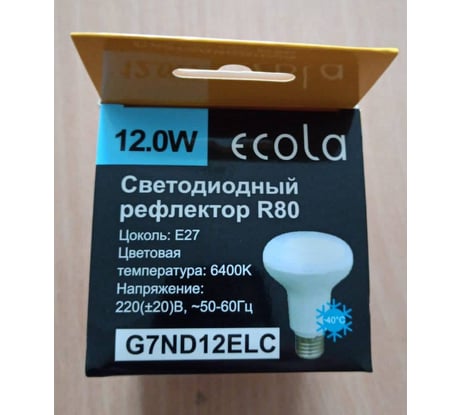 12.0W ecola
Светодиодный
рефлектор R80
Цоколь: E27
Цветовая
температура: 6400K
Напряжение:
220(±20)В, ~50-60Гц
-40°C
G7ND12ELC